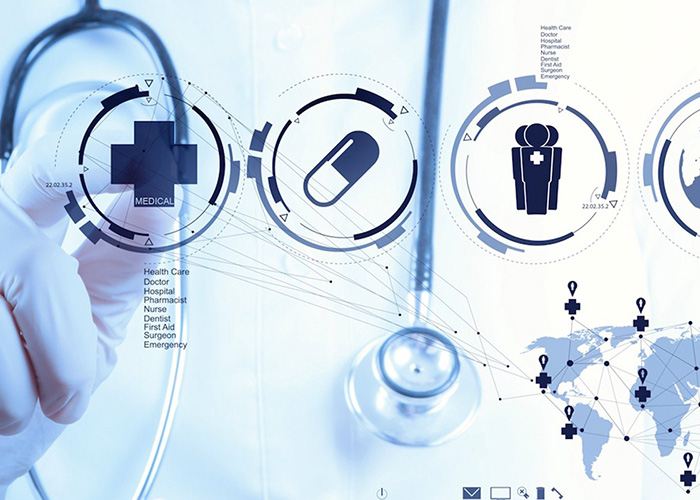 Health Care
Doctor
Hospital
Pharmacist
Nurse
Dentist
First Aid
Surgeon
Emergency
MEDICAL
22.02.35.2
22.02.35.2
Health Care
Doctor
Hospital
Pharmacist
Nurse
Dentist
First Aid
Surgeon
Emergency